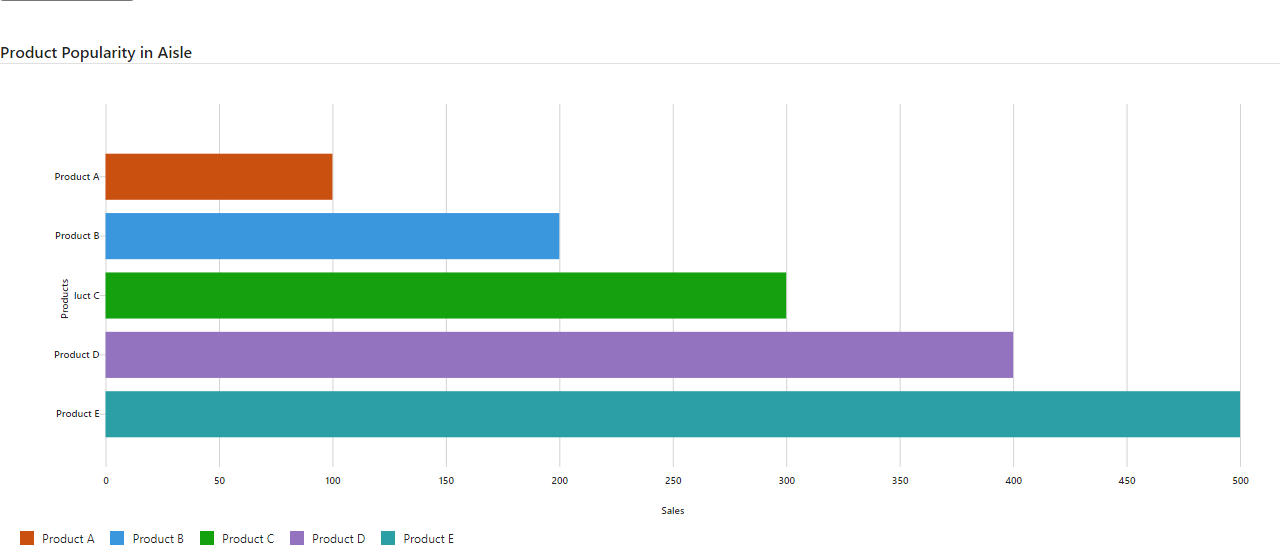 Product Popularity in Aisle
Product A
Product B
Products
luct C
Product D
Product E
0 50 100 150 200 250 300 350 400 450 500
Sales
Product A Product B Product C Product D Product E